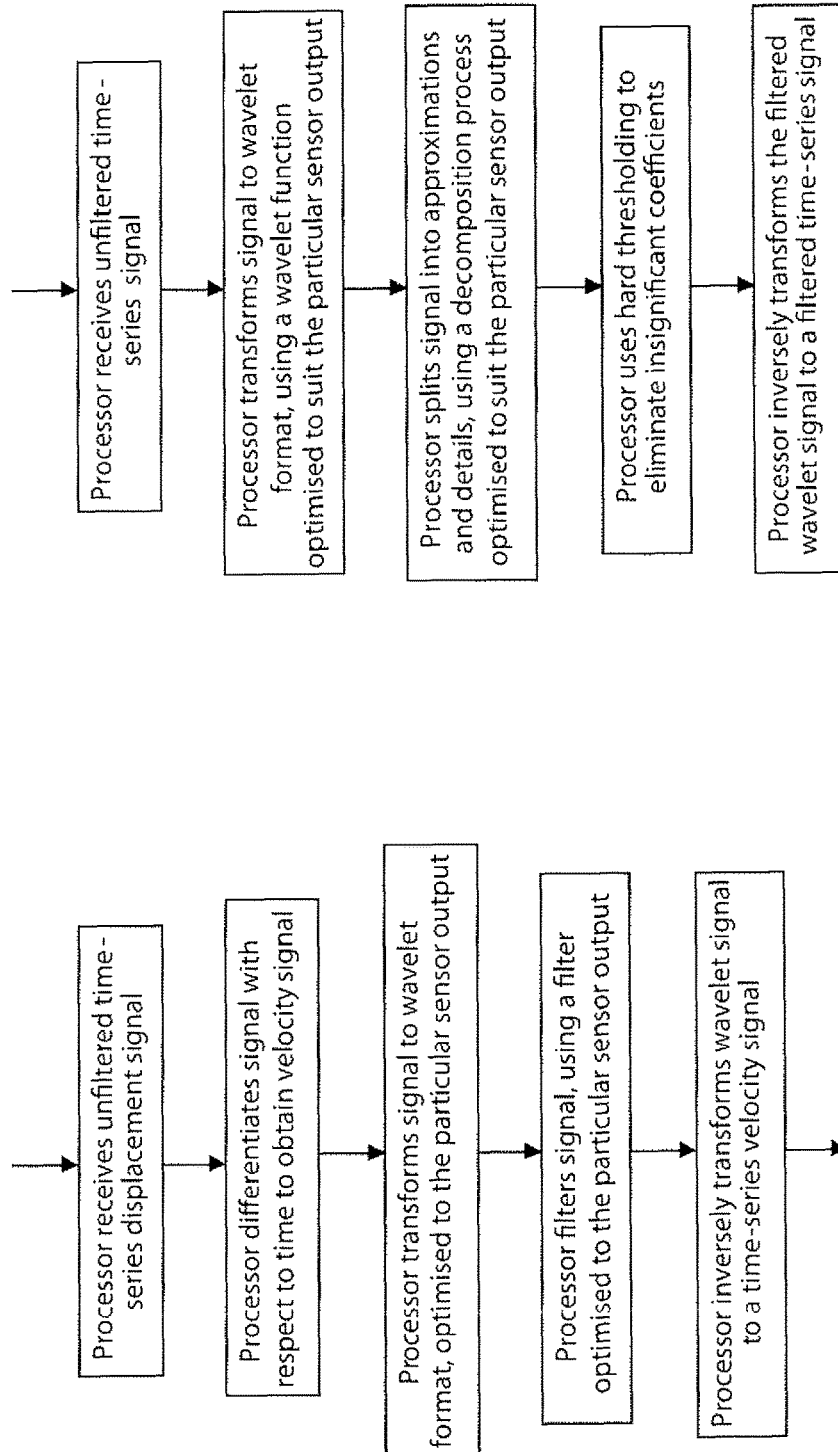 Processor receives unfiltered time-
series displacement signal
Processor differentiates signal with
respect to time to obtain velocity signal
Processor transforms signal to wavelet
format, optimised to the particular sensor output
Processor filters signal, using a filter
optimised to the particular sensor output
Processor inversely transforms wavelet signal
to a time-series velocity signal
Processor receives unfiltered time-
series signal
Processor transforms signal to wavelet
format, using a wavelet function
optimised to suit the particular sensor output
Processor splits signal into approximations
and details, using a decomposition process
optimised to suit the particular sensor output
Processor uses hard thresholding to
eliminate insignificant coefficients
Processor inversely transforms the filtered
wavelet signal to a filtered time-series signal